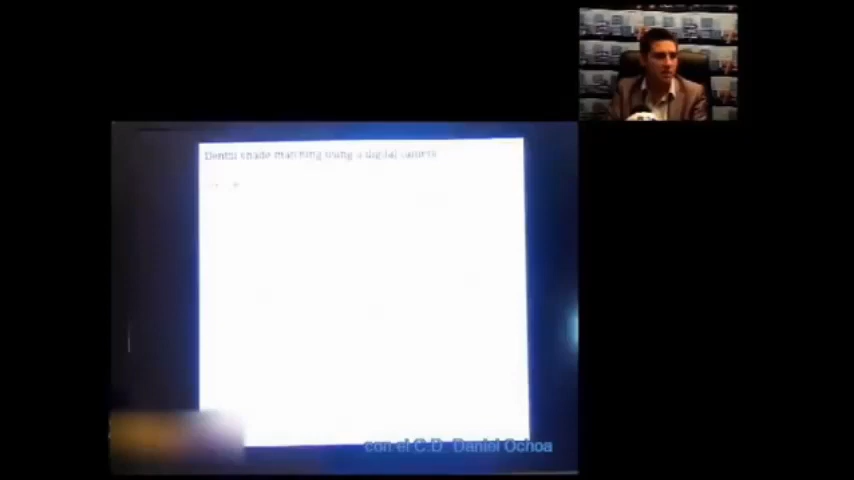 Dental shade matching using a digital camera
con el C.D. Daniel Ochoa